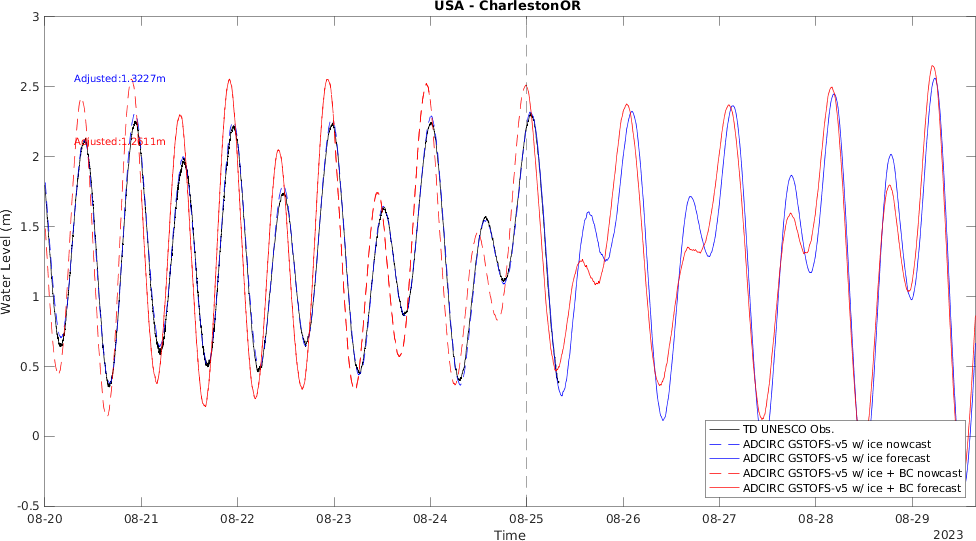 USA - CharlestonOR
3
2.5
2
1.5
1
0.5
0
-0.5
Water Level (m)
Adjusted:1.3227m
Adjusted:1.2611m
TD UNESCO Obs.
ADCIRC GSTOFS-v5 w/ ice nowcast
ADCIRC GSTOFS-v5 w/ ice forecast
ADCIRC GSTOFS-v5 w/ ice + BC nowcast
ADCIRC GSTOFS-v5 w/ ice + BC forecast
08-20 08-21 08-22 08-23 08-24 08-25 08-26 08-27 08-28 08-29
Time
2023